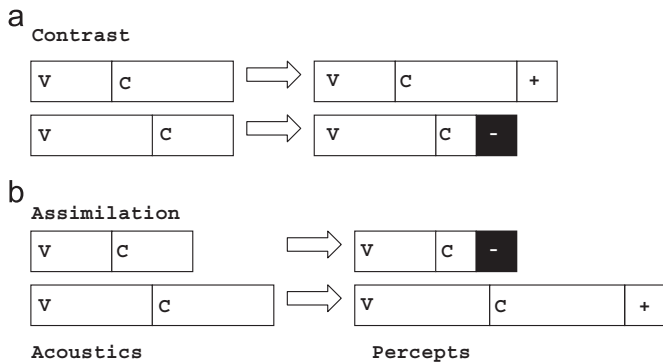 a
Contrast
V C V C +
V C V C -
b
Assimilation
V C V C -
V C V C +
Acoustics Percepts